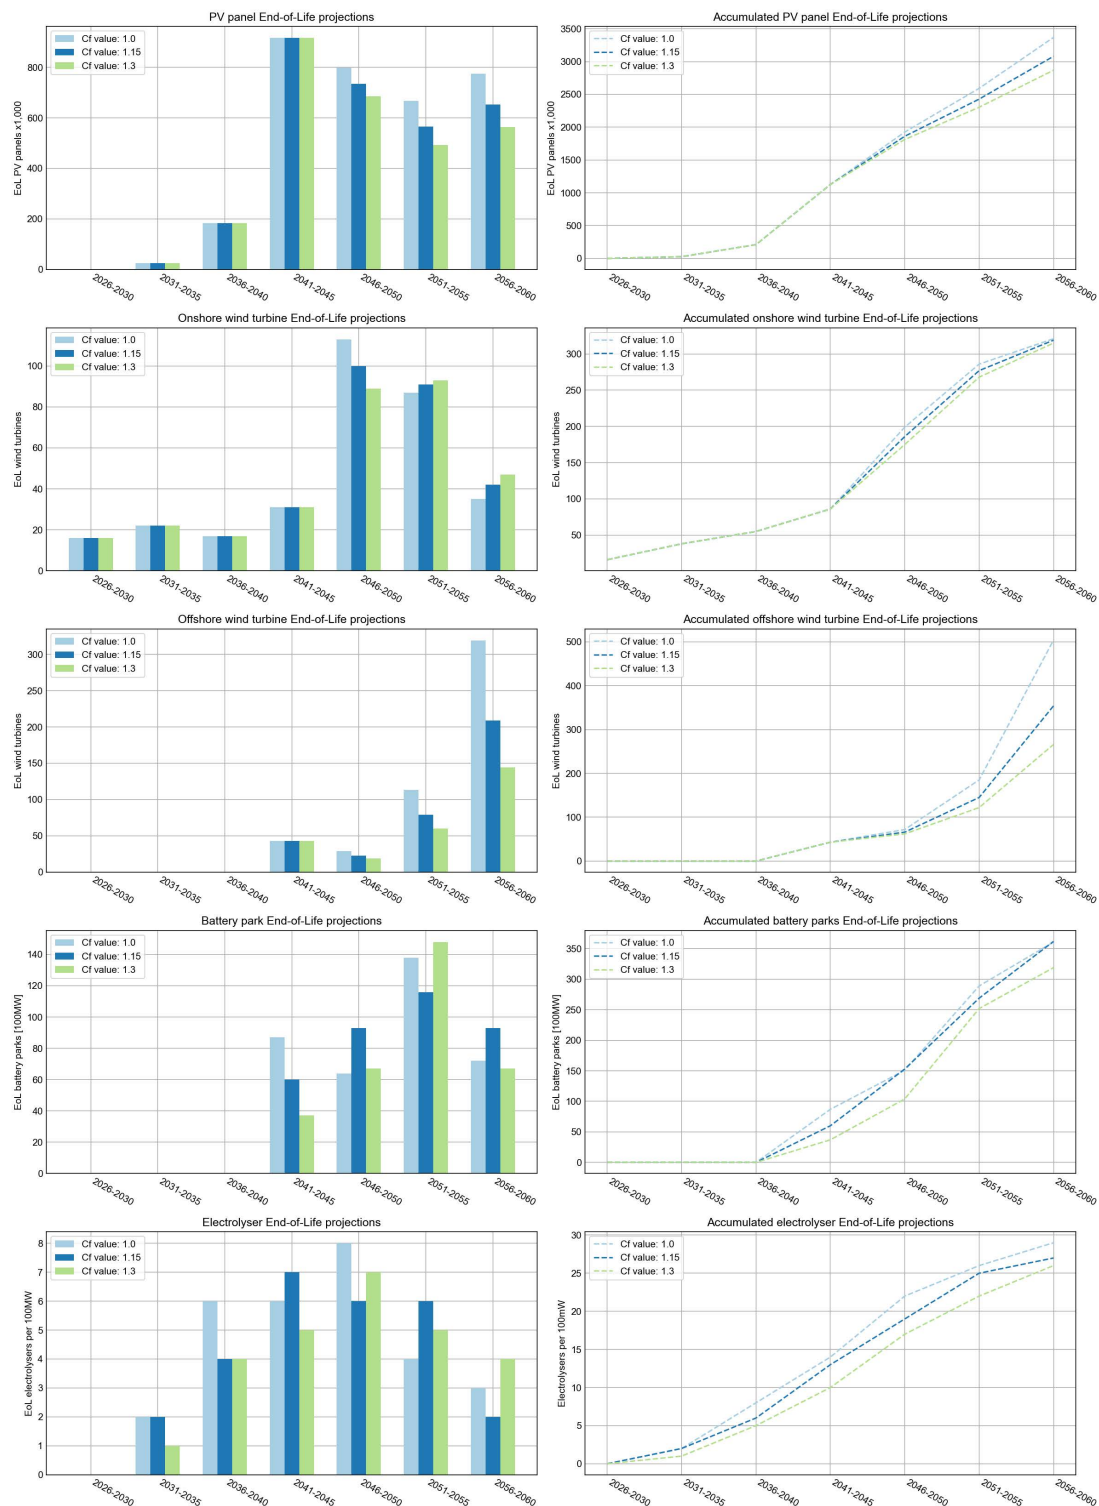 PV panel End-of-Life projections
EoL PV panels x1,000
Cf value: 1.0
Cf value: 1.15
Cf value: 1.3
800
600
400
200
0
2026-2030
2031-2035
2036-2040
2041-2045
2046-2050
2051-2055
2056-2060
Accumulated PV panel End-of-Life projections
EoL PV panels x1,000
Cf value: 1.0
Cf value: 1.15
Cf value: 1.3
3500
3000
2500
2000
1500
1000
500
0
2026-2030
2031-2035
2036-2040
2041-2045
2046-2050
2051-2055
2056-2060
Onshore wind turbine End-of-Life projections
EoL wind turbines
Cf value: 1.0
Cf value: 1.15
Cf value: 1.3
100
80
60
40
20
0
2026-2030
2031-2035
2036-2040
2041-2045
2046-2050
2051-2055
2056-2060
Accumulated onshore wind turbine End-of-Life projections
EoL wind turbines
Cf value: 1.0
Cf value: 1.15
Cf value: 1.3
300
250
200
150
100
50
2026-2030
2031-2035
2036-2040
2041-2045
2046-2050
2051-2055
2056-2060
Offshore wind turbine End-of-Life projections
EoL wind turbines
Cf value: 1.0
Cf value: 1.15
Cf value: 1.3
300
250
200
150
100
50
0
2026-2030
2031-2035
2036-2040
2041-2045
2046-2050
2051-2055
2056-2060
Accumulated offshore wind turbine End-of-Life projections
EoL wind turbines
Cf value: 1.0
Cf value: 1.15
Cf value: 1.3
500
400
300
200
100
0
2026-2030
2031-2035
2036-2040
2041-2045
2046-2050
2051-2055
2056-2060
Battery park End-of-Life projections
EoL battery parks [100MW]
Cf value: 1.0
Cf value: 1.15
Cf value: 1.3
140
120
100
80
60
40
20
0
2026-2030
2031-2035
2036-2040
2041-2045
2046-2050
2051-2055
2056-2060
Accumulated battery parks End-of-Life projections
EoL battery parks [100MW]
Cf value: 1.0
Cf value: 1.15
Cf value: 1.3
350
300
250
200
150
100
50
0
2026-2030
2031-2035
2036-2040
2041-2045
2046-2050
2051-2055
2056-2060
Electrolyser End-of-Life projections
EoL electrolysers per 100MW
Cf value: 1.0
Cf value: 1.15
Cf value: 1.3
8
7
6
5
4
3
2
1
0
2026-2030
2031-2035
2036-2040
2041-2045
2046-2050
2051-2055
2056-2060
Accumulated electrolyser End-of-Life projections
Electrolysers per 100mW
Cf value: 1.0
Cf value: 1.15
Cf value: 1.3
30
25
20
15
10
5
0
2026-2030
2031-2035
2036-2040
2041-2045
2046-2050
2051-2055
2056-2060